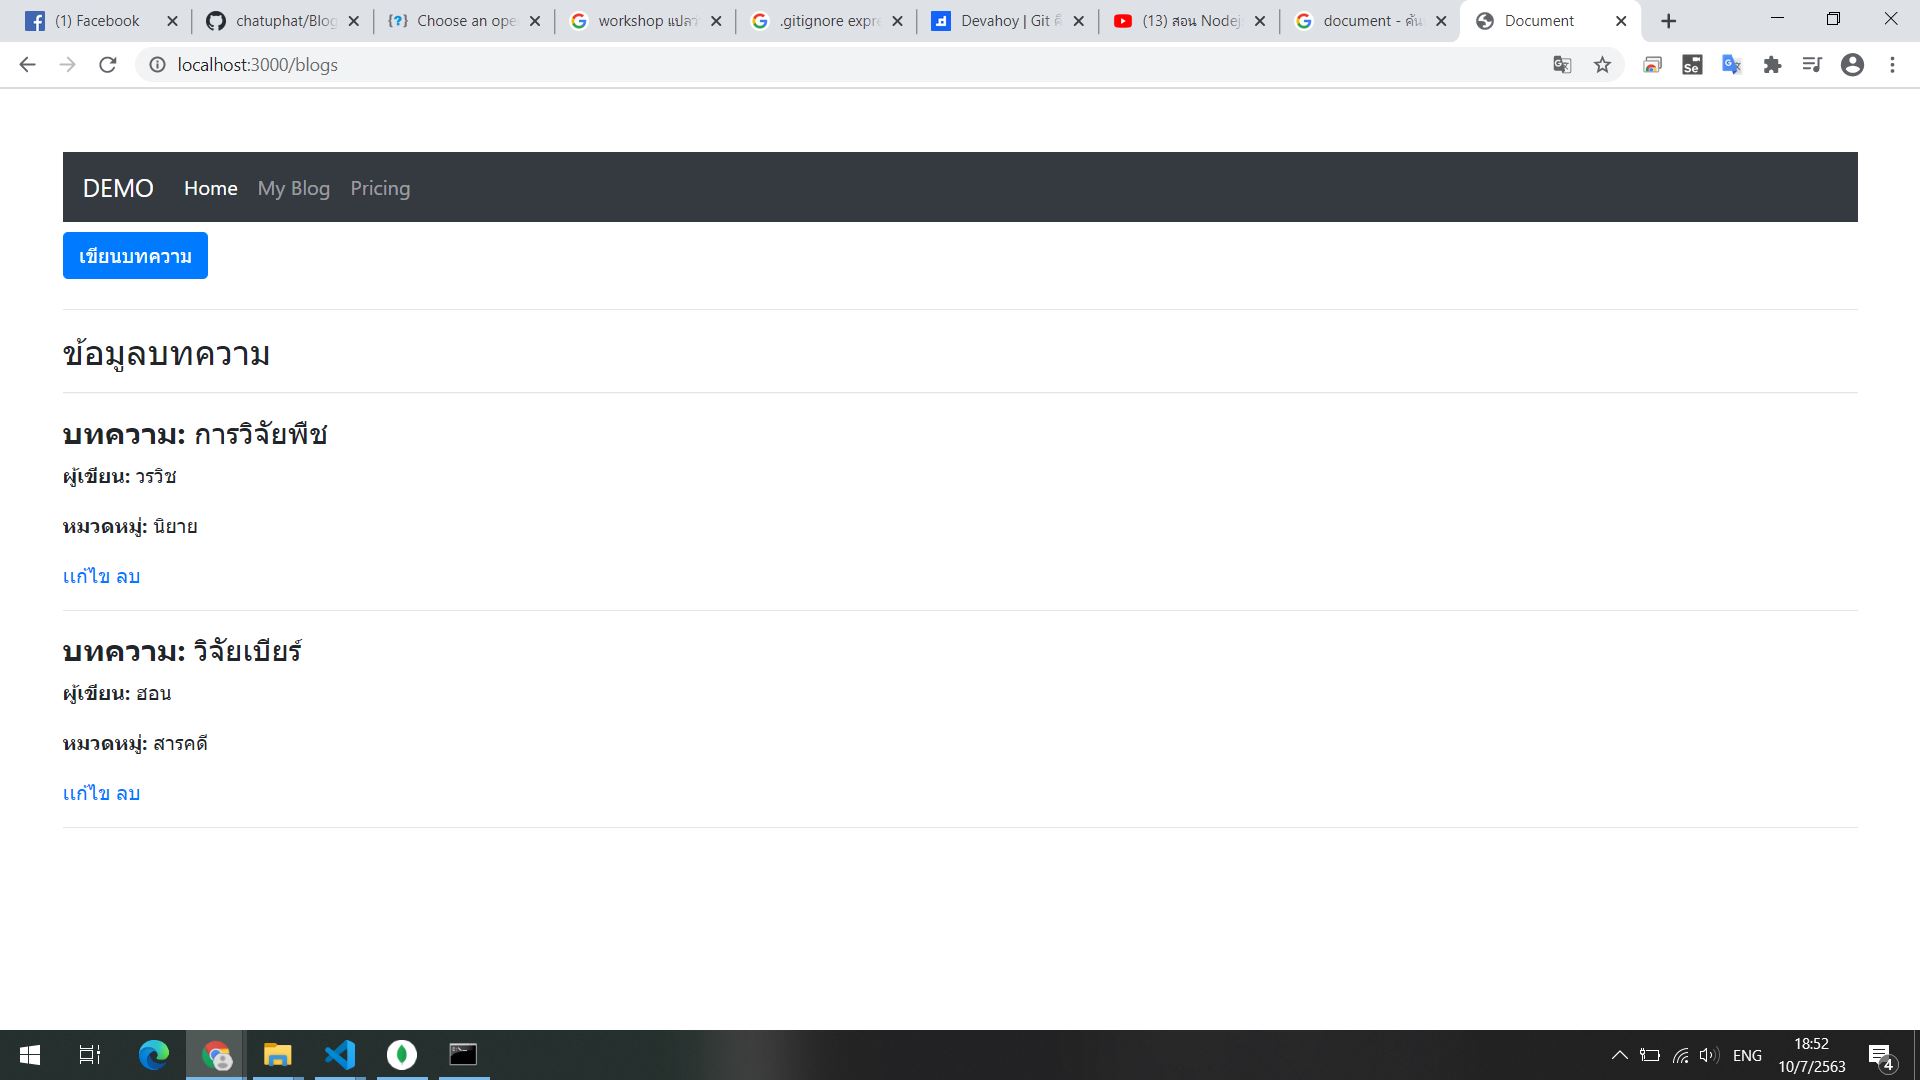 (1) Facebook
chatuphat/Blog
Choose an ope
workshop แปลว
.gitignore expre
Devahoy | Git คื
(13) สอน Nodej
document - ค้น
Document
localhost:3000/blogs
DEMO Home My Blog Pricing
เขียนบทความ
ข้อมูลบทความ
บทความ: การวิจัยพืช
ผู้เขียน: วรวิช
หมวดหมู่: นิยาย
แก้ไข ลบ
บทความ: วิจัยเบียร์
ผู้เขียน: ฮอน
หมวดหมู่: สารคดี
แก้ไข ลบ
ENG
18:52
10/7/2563
4